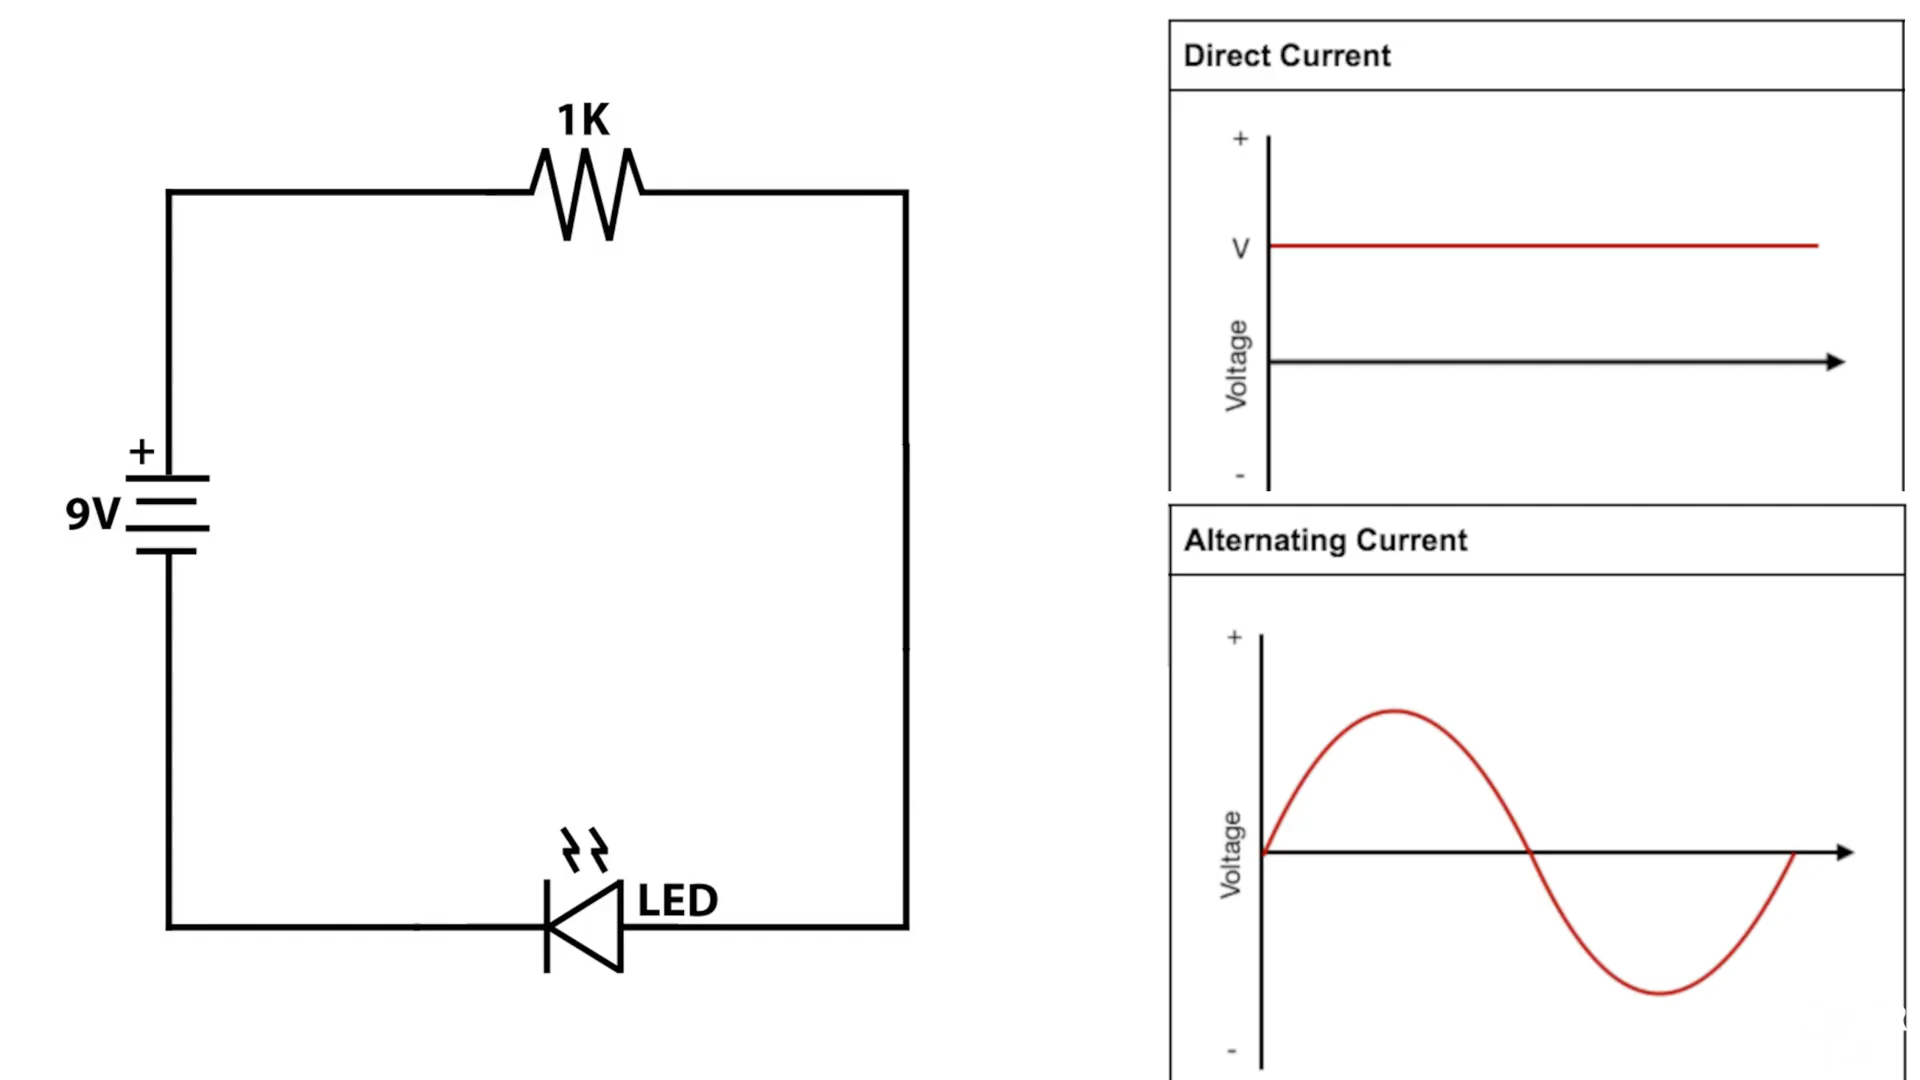 1K
+
9V
LED
Direct Current
+
V
Voltage
-
Alternating Current
+
Voltage
-